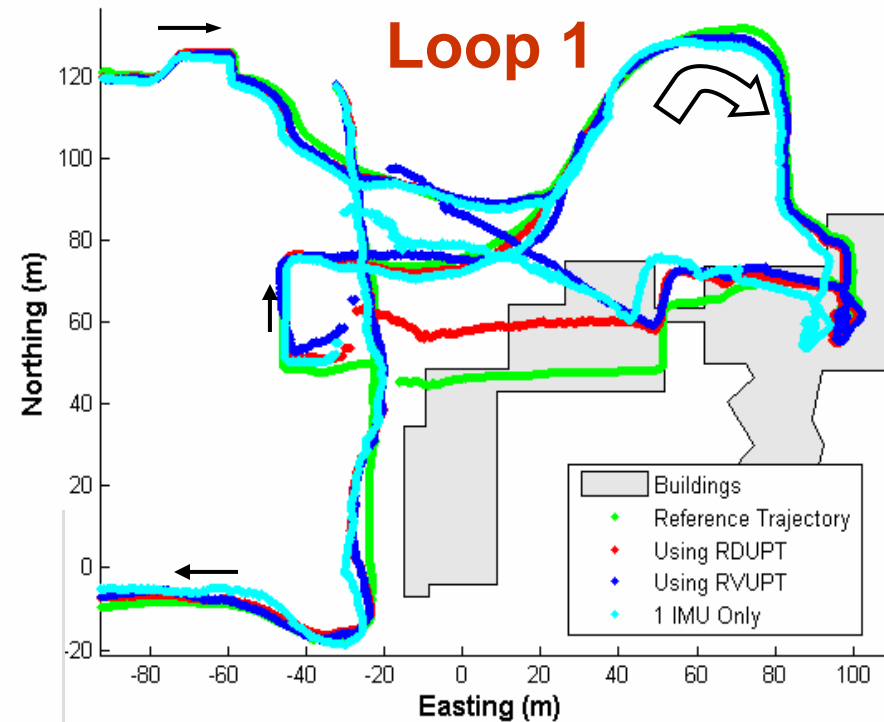 Loop 1
120
100
80
60
40
20
0
-20
Northing (m)
-80 -60 -40 -20 0 20 40 60 80 100
Easting (m)
Buildings
Reference Trajectory
Using RDUPT
Using RVUPT
1 IMU Only